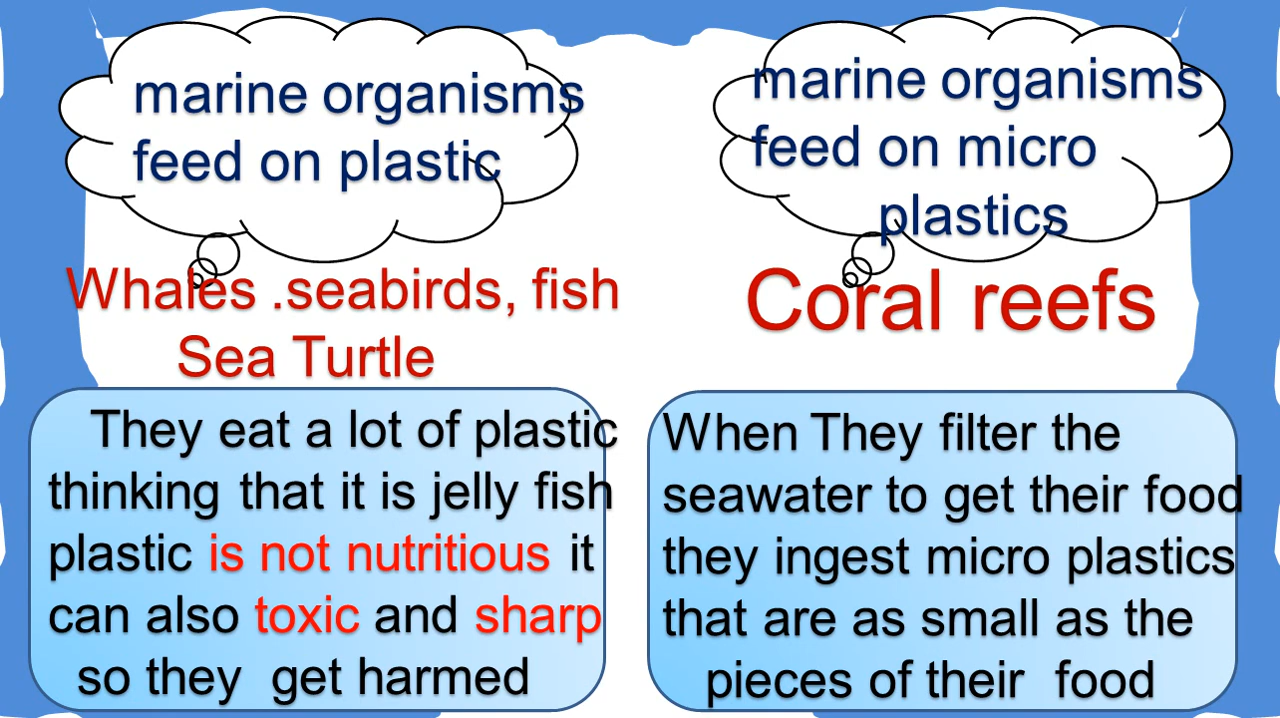 marine organisms
feed on plastic
Whales .seabirds, fish
Sea Turtle
They eat a lot of plastic
thinking that it is jelly fish
plastic is not nutritious it
can also toxic and sharp
so they get harmed
marine organisms
feed on micro
plastics
Coral reefs
When They filter the
seawater to get their food
they ingest micro plastics
that are as small as the
pieces of their food